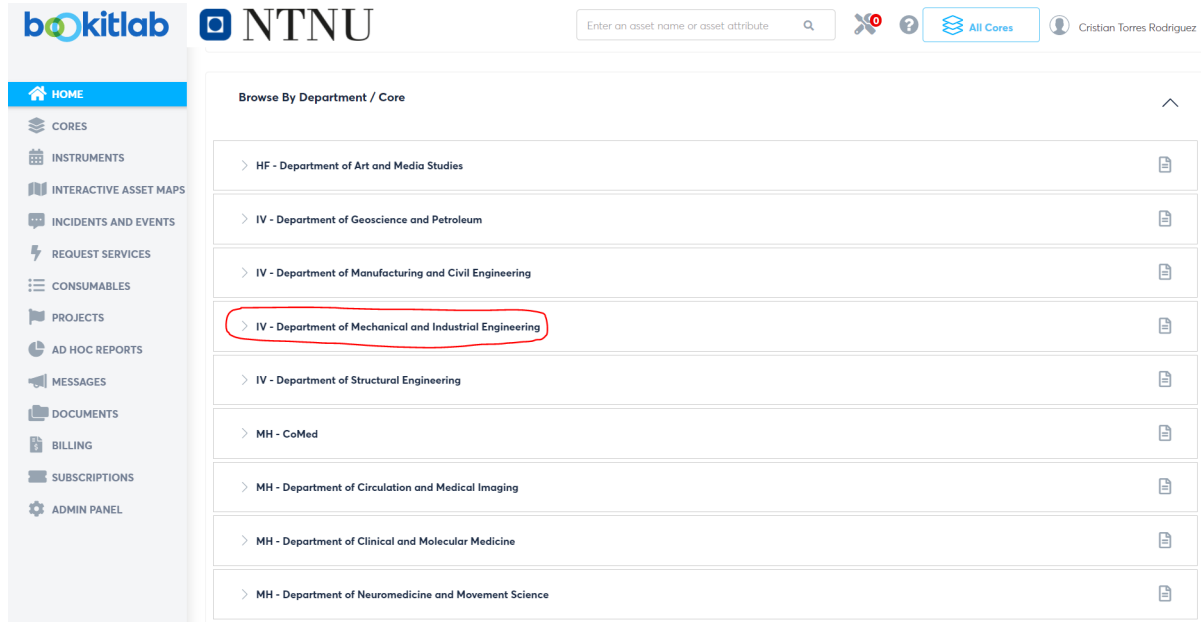 bookitlab
NTNU
Enter an asset name or asset attribute
0
?
All Cores
Cristian Torres Rodriguez
HOME
CORES
INSTRUMENTS
INTERACTIVE ASSET MAPS
INCIDENTS AND EVENTS
REQUEST SERVICES
CONSUMABLES
PROJECTS
AD HOC REPORTS
MESSAGES
DOCUMENTS
BILLING
SUBSCRIPTIONS
ADMIN PANEL
Browse By Department / Core
HF - Department of Art and Media Studies
IV - Department of Geoscience and Petroleum
IV - Department of Manufacturing and Civil Engineering
IV - Department of Mechanical and Industrial Engineering
IV - Department of Structural Engineering
MH - CoMed
MH - Department of Circulation and Medical Imaging
MH - Department of Clinical and Molecular Medicine
MH - Department of Neuromedicine and Movement Science